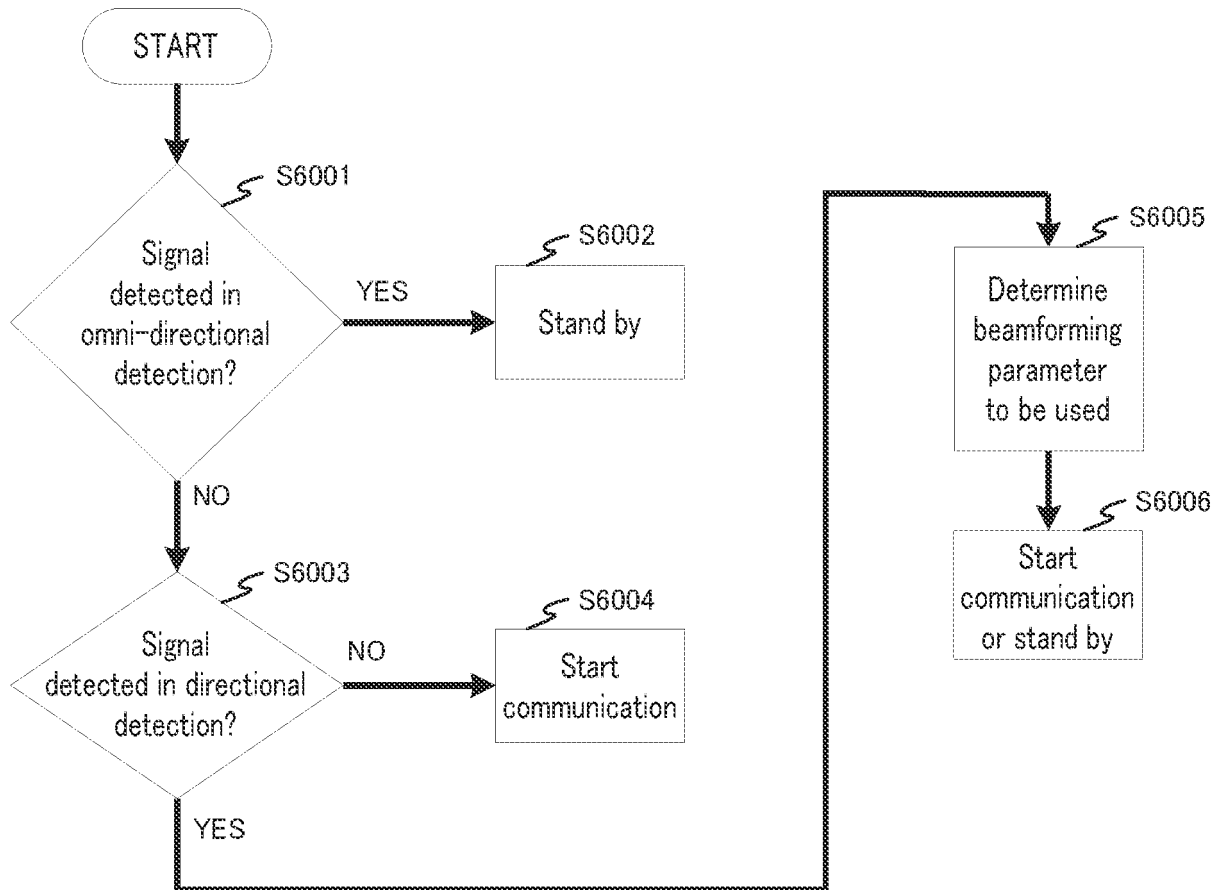 START
S6001
Signal
detected in
omni-directional
detection?
YES
S6002
Stand by
NO
S6003
Signal
detected in directional
detection?
NO
S6004
Start
communication
YES
S6005
Determine
beamforming
parameter
to be used
S6006
Start
communication
or stand by